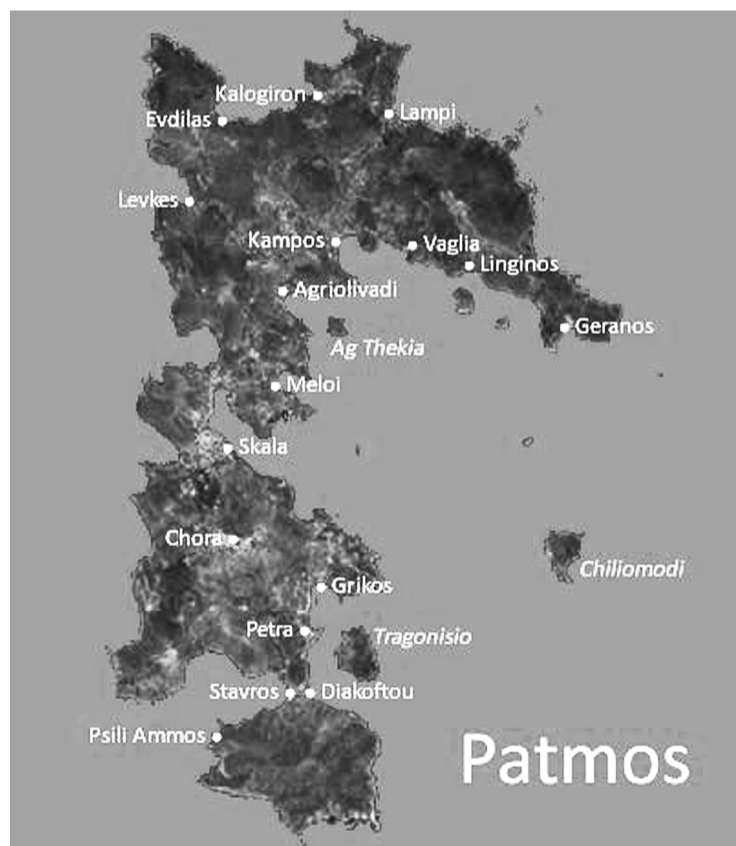 Kalogiron
Lampi
Evdilas
Levkes
Kampos
Vaglia
Linginos
Agriolivadi
Geranos
Ag Thekia
Meloi
Skala
Chora
Chiliomodi
Grikos
Petra
Tragonisio
Stavros
Diakoftou
Psili Ammos
Patmos